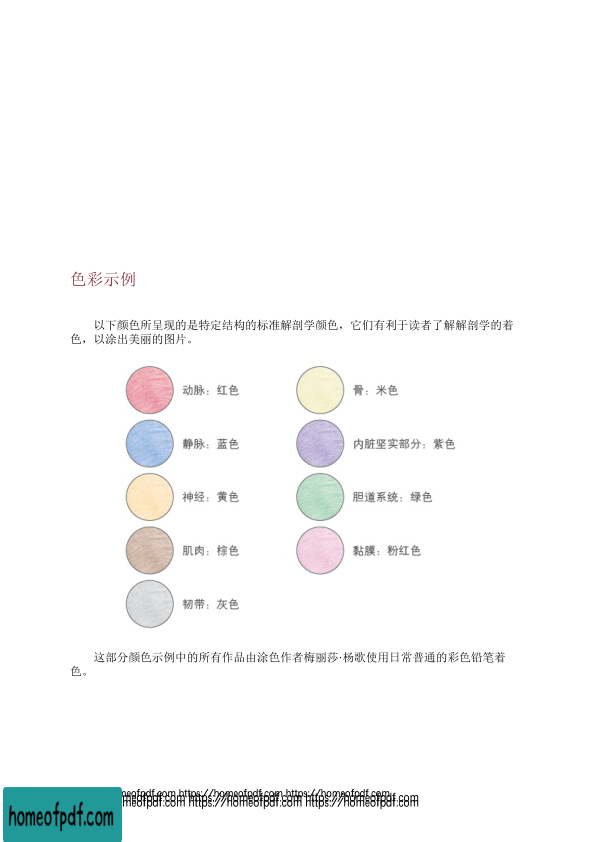 色彩示例
以下颜色所呈现的是特定结构的标准解剖学颜色，它们有利于读者了解解剖学的着
色，以涂出美丽的图片。
动脉：红色
骨：米色
静脉：蓝色
内脏坚实部分：紫色
神经：黄色
胆道系统：绿色
肌肉：棕色
黏膜：粉红色
韧带：灰色
这部分颜色示例中的所有作品由涂色作者梅丽莎·杨歌使用日常普通的彩色铅笔着
色。
homeofpdf.com https://homeofpdf.com https://homeofpdf.com
homeofpdf.com https://homeofpdf.com https://homeofpdf.com
homeofpdf.com